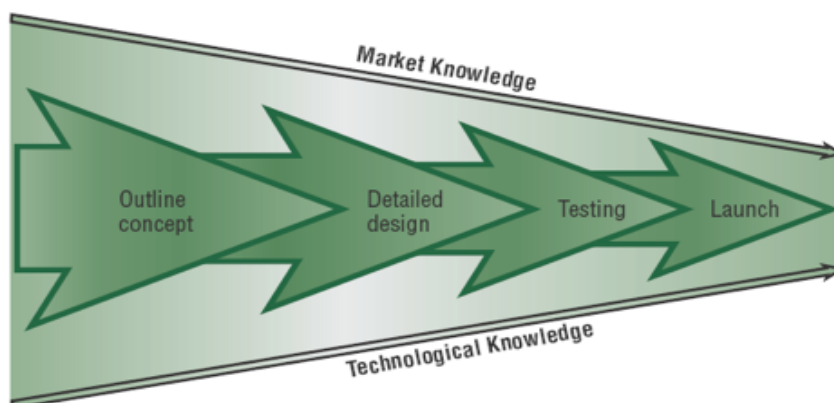 Market Knowledge
Outline
concept
Detailed
design
Testing
Launch
Technological Knowledge